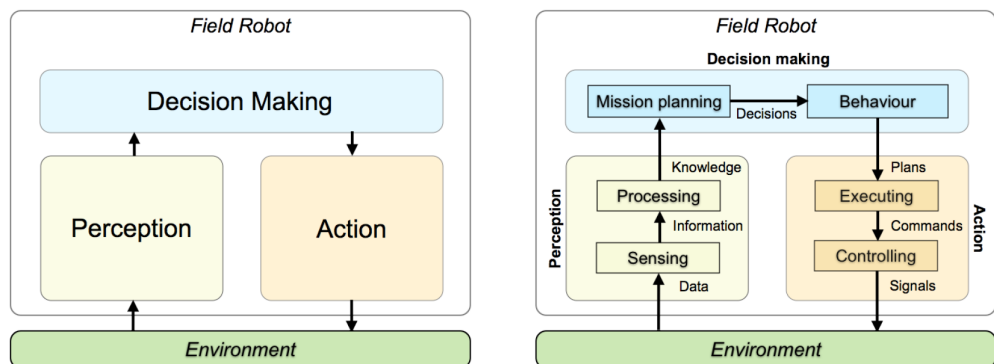 Field Robot
Decision Making
Perception
Action
Environment
Field Robot
Decision making
Mission planning
Decisions
Behaviour
Knowledge
Plans
Processing
Executing
Perception
Information
Commands
Action
Sensing
Controlling
Data
Signals
Environment